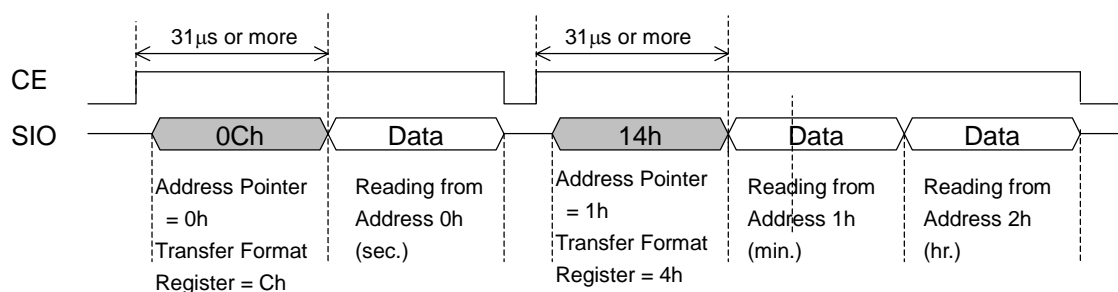 31μs or more
31μs or more
CE
SIO
0Ch
Data
14h
Data
Data
Address Pointer
= 0h
Transfer Format
Register = Ch
Reading from
Address 0h
(sec.)
Address Pointer
= 1h
Transfer Format
Register = 4h
Reading from
Address 1h
(min.)
Reading from
Address 2h
(hr.)